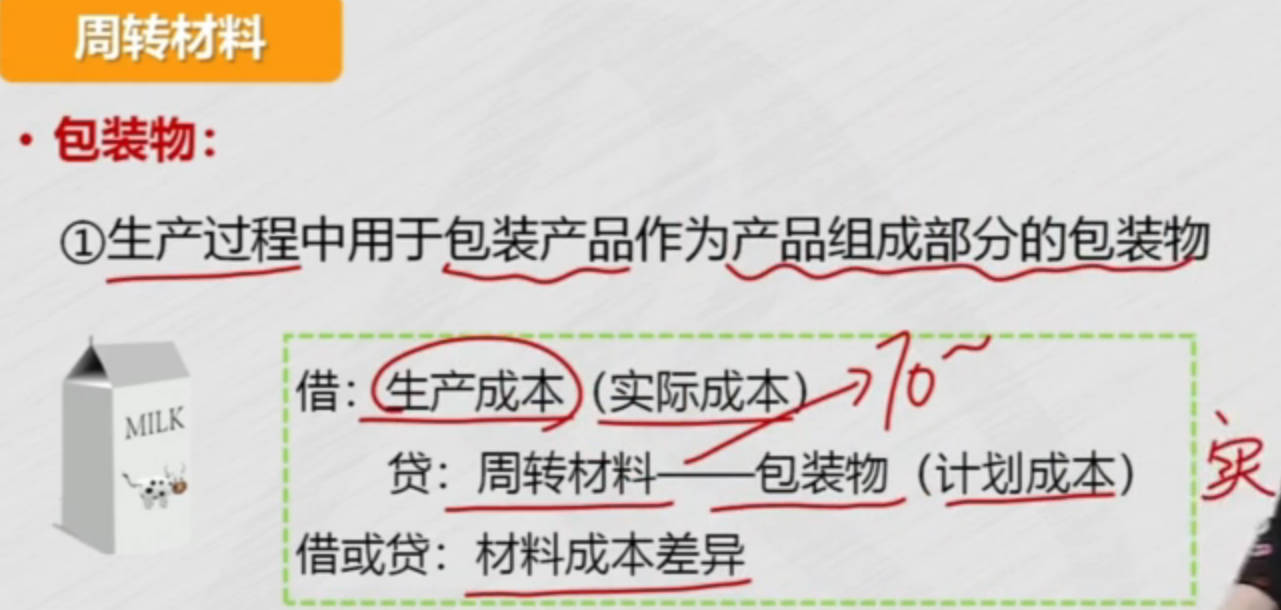 周转材料
• 包装物：
①生产过程中用于包装产品作为产品组成部分的包装物
MILK
借：生产成本（实际成本）
贷：周转材料——包装物（计划成本）
实
借或贷：材料成本差异